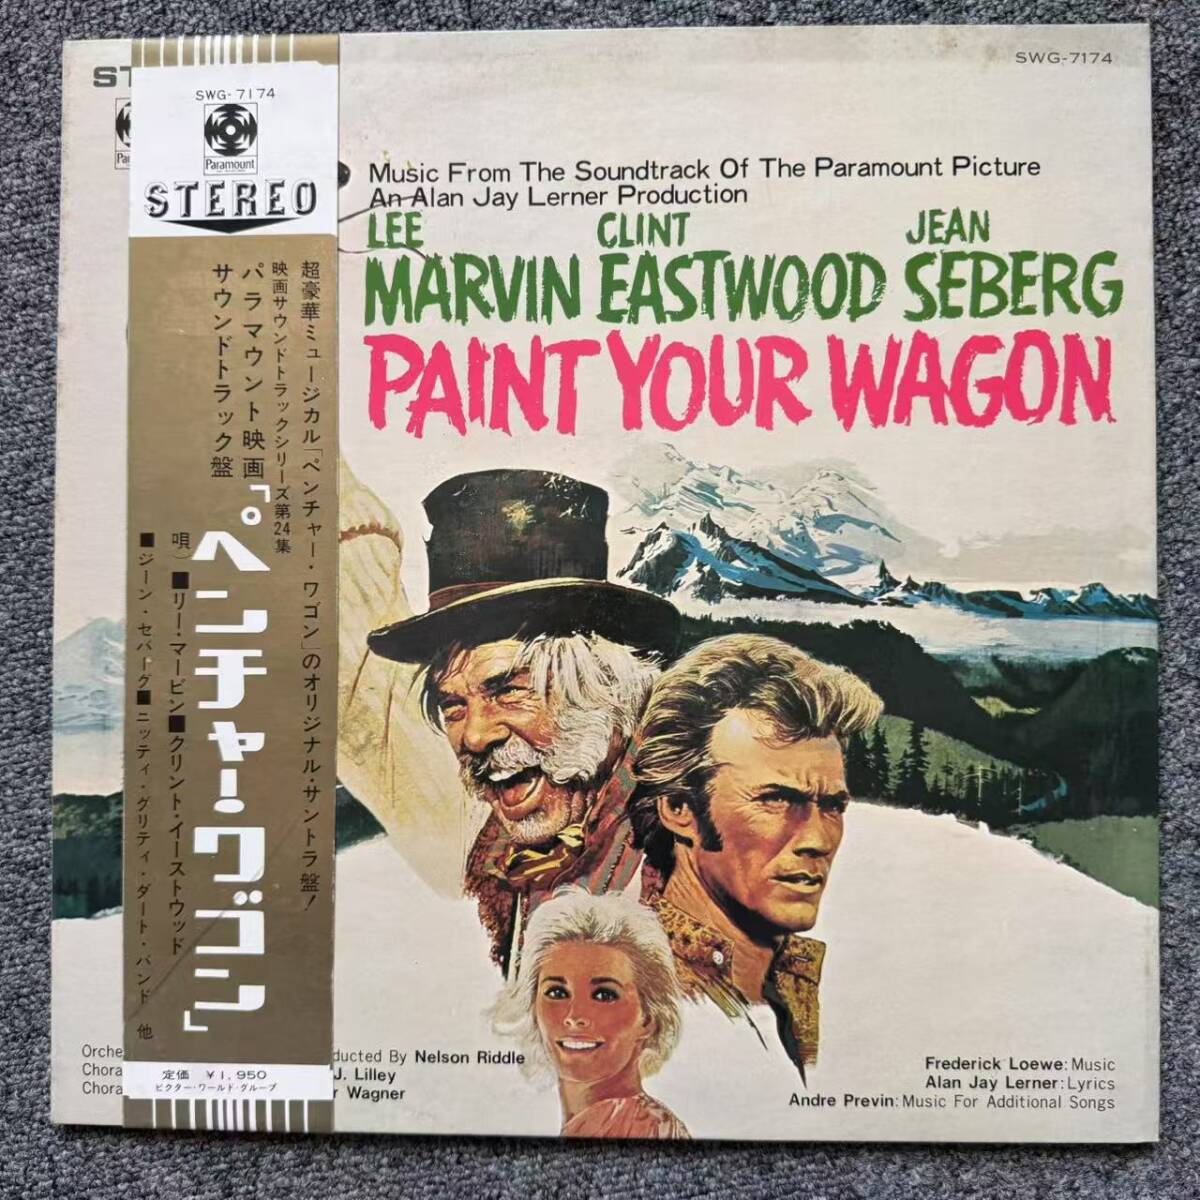 SWG-7174
ST
Pa
SWG-7174
Paramount
STEREO
超豪華ミュージカル「ペンチャー・ワゴン」のオリジナル・サントラ盤!
映画サウンドトラックシリーズ第24集
パラマウント映画
サウンドトラック盤
「ペンチャー・ワゴン」
唄)■リー・マービン■クリント・イーストウッド
■ジーン・セバーグ■ニッティ・グリティ・ダート・バンド 他
定価 ¥1,950
ビクター・ワールド・グループ
Music From The Soundtrack Of The Paramount Picture
An Alan Jay Lerner Production
LEE CLINT JEAN
MARVIN EASTWOOD SEBERG
PAINT YOUR WAGON
Orche ducted By Nelson Riddle
Chora J. Lilley
Chora r Wagner
Frederick Loewe:Music
Alan Jay Lerner:Lyrics
Andre Previn:Music For Additional Songs